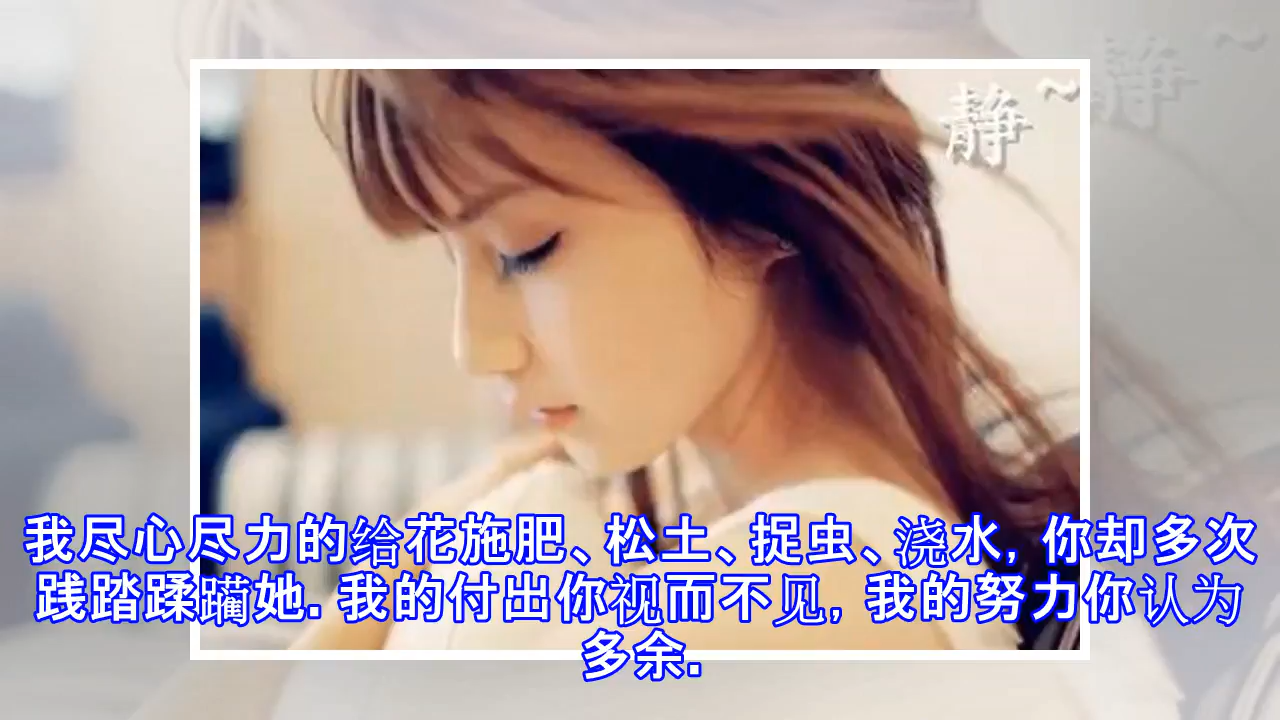 静~
静~
我尽心尽力的给花施肥、松土、捉虫、浇水, 你却多次
践踏蹂躏她. 我的付出你视而不见, 我的努力你认为
多余.